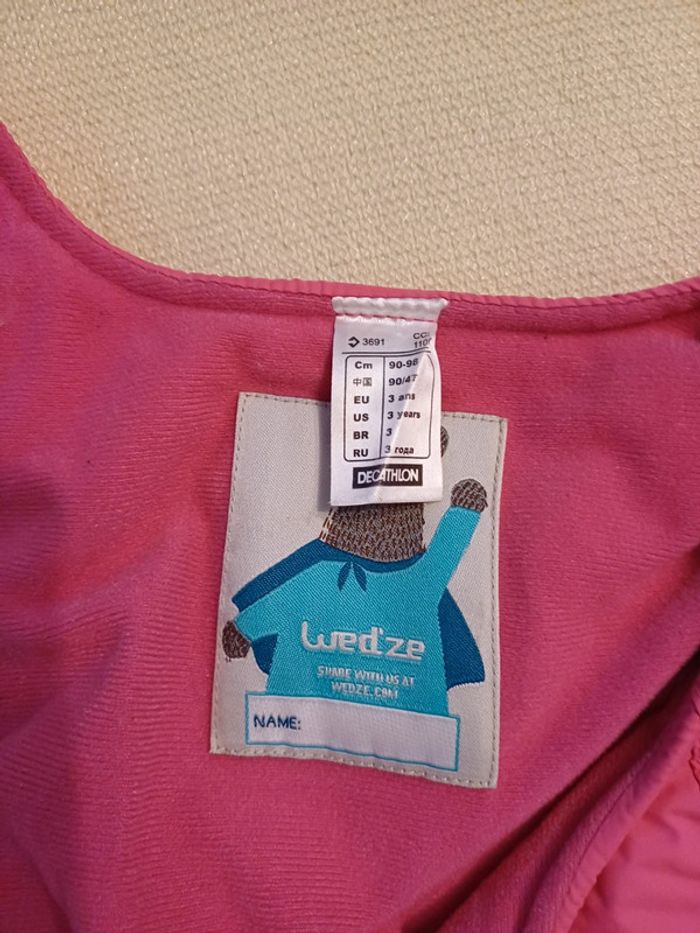 3691
Cm 90-98
中国 90/47
EU 3 ans
US 3 years
BR 3
RU 3 года
DECATHLON
Wed'ze
SHARE WITH US AT
WEDZE.COM
NAME: